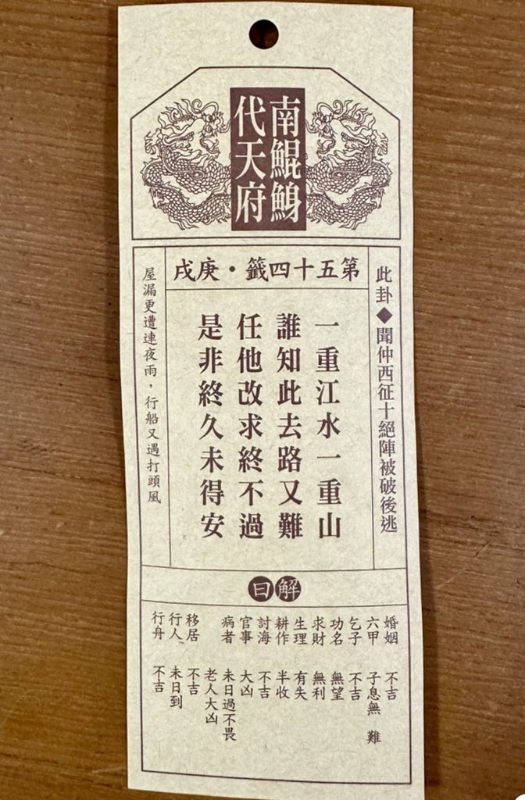 南鯤鯓
代天府
第五十四籤・庚戌
此卦◆聞仲西征十絕陣被破後逃
一重江水一重山
誰知此去路又難
任他改求終不過
是非終久未得安
屋漏更遭連夜雨，行船又遇打頭風
解曰
婚姻 不吉
六甲 子息無 難
乞子 不吉
功名 無望
求財 無利
生理 有失
耕作 半收
討海 不吉
官事 大凶
病者 未日過不畏
老人大凶
移居 不吉
行人 未日到
行舟 不吉